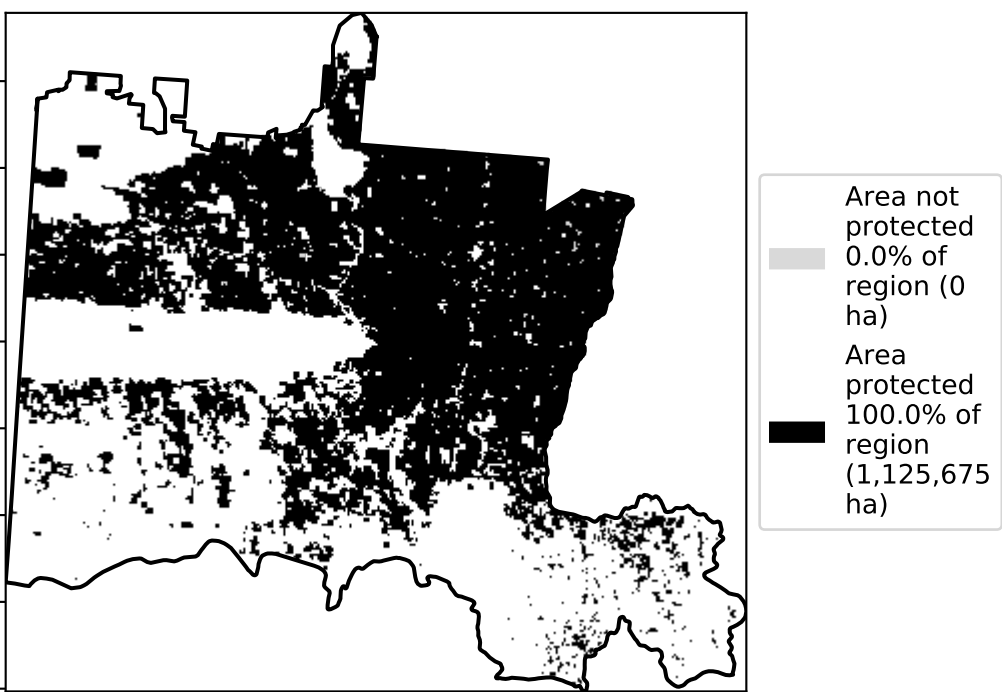 Area not
protected
0.0% of
region (0
ha)
Area
protected
100.0% of
region
(1,125,675
ha)